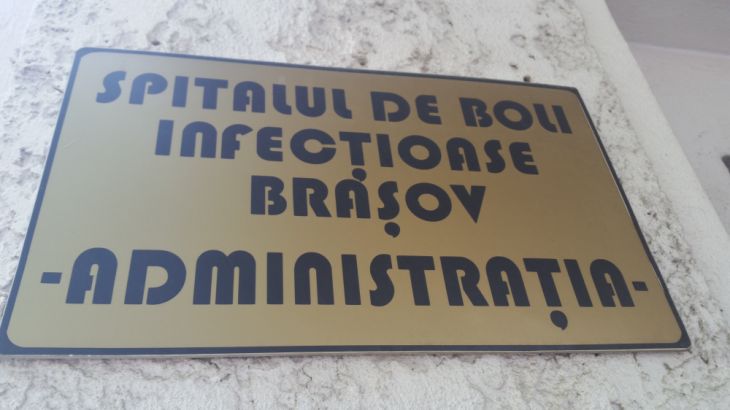 SPITALUL DE BOLI
INFECȚIOASE
BRAȘOV
-ADMINISTRAȚIA-